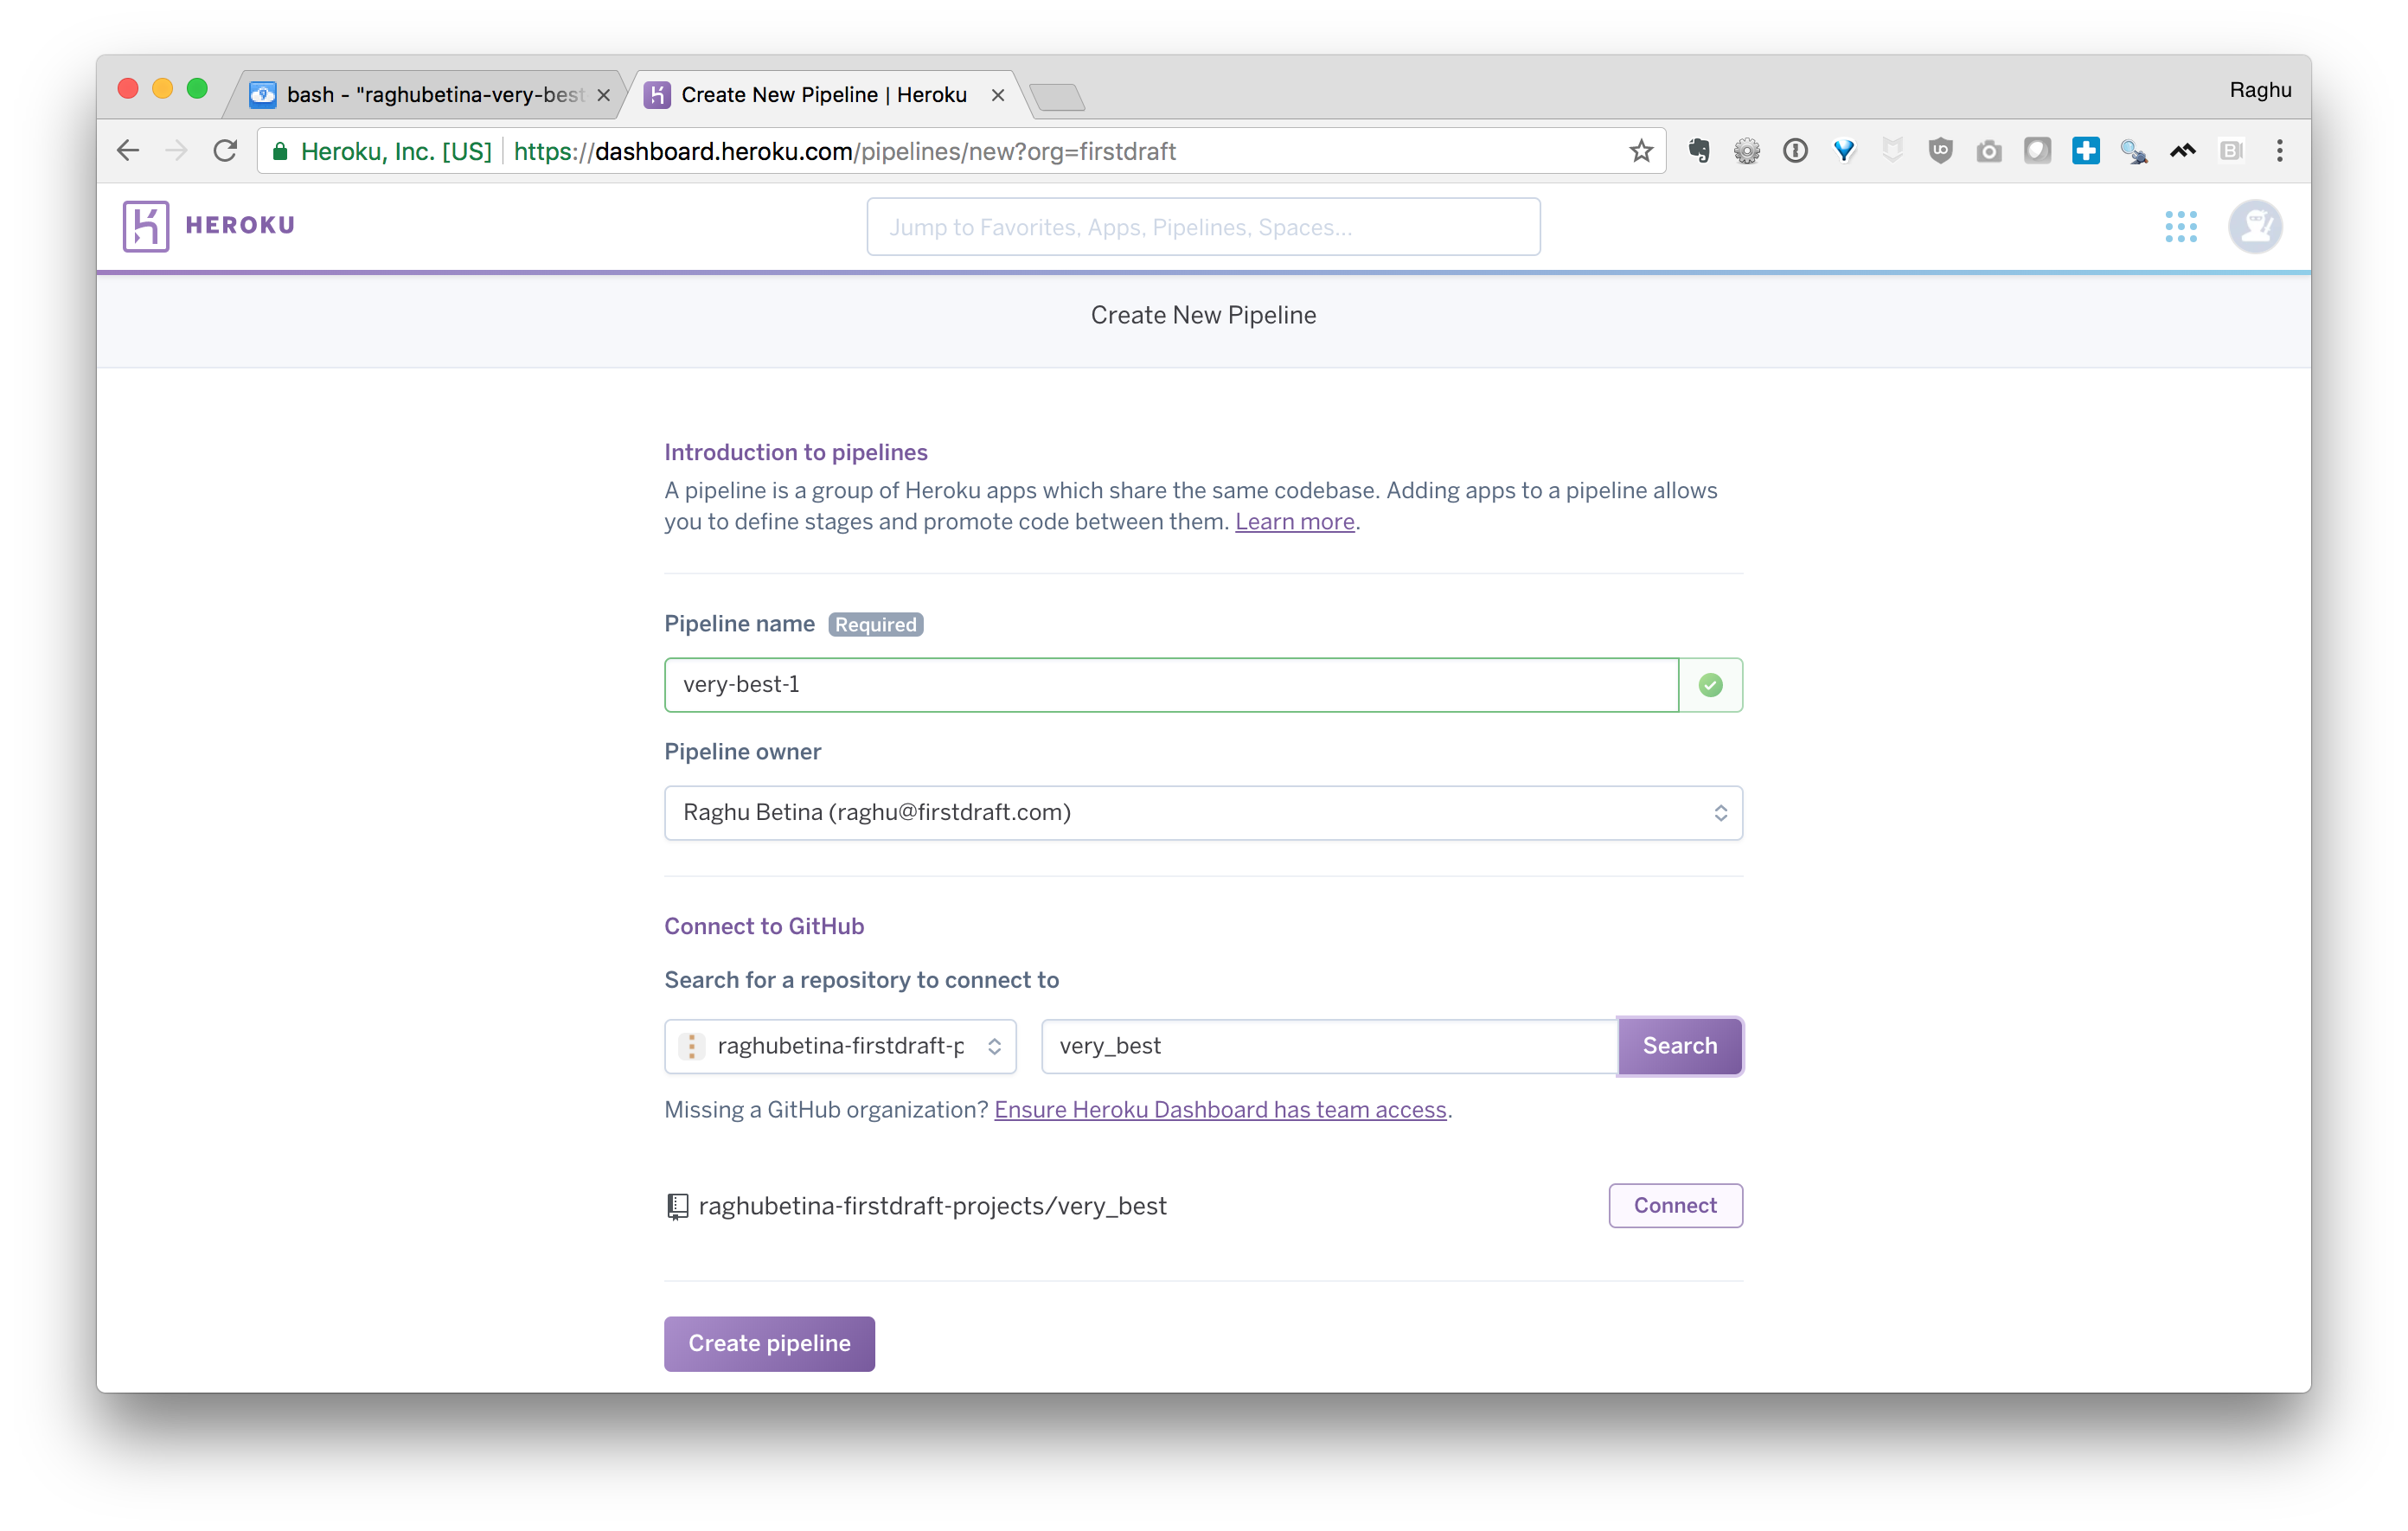 bash - "raghubetina-very-best
Create New Pipeline | Heroku
Raghu
Heroku, Inc. [US]
https://dashboard.heroku.com/pipelines/new?org=firstdraft
HEROKU
Jump to Favorites, Apps, Pipelines, Spaces...
Create New Pipeline
Introduction to pipelines
A pipeline is a group of Heroku apps which share the same codebase. Adding apps to a pipeline allows
you to define stages and promote code between them. Learn more.
Pipeline name Required
very-best-1
Pipeline owner
Raghu Betina (raghu@firstdraft.com)
Connect to GitHub
Search for a repository to connect to
raghubetina-firstdraft-p
very_best
Search
Missing a GitHub organization? Ensure Heroku Dashboard has team access.
raghubetina-firstdraft-projects/very_best
Connect
Create pipeline